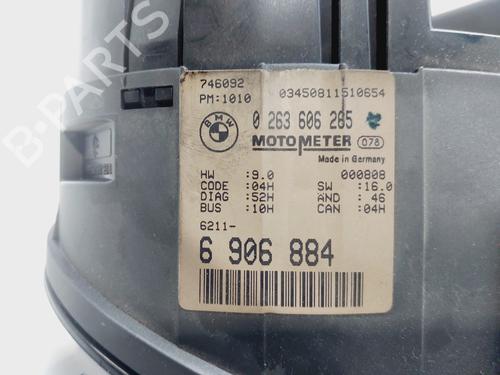 B-PARTS
746092 03450811510654
PM:1010
BMW
0 263 606 285
MOTOMETER 078
Made in Germany
HW :9.0 000808
CODE :04H SW :16.0
DIAG :52H AND : 46
BUS :10H CAN :04H
6211-
6 906 884